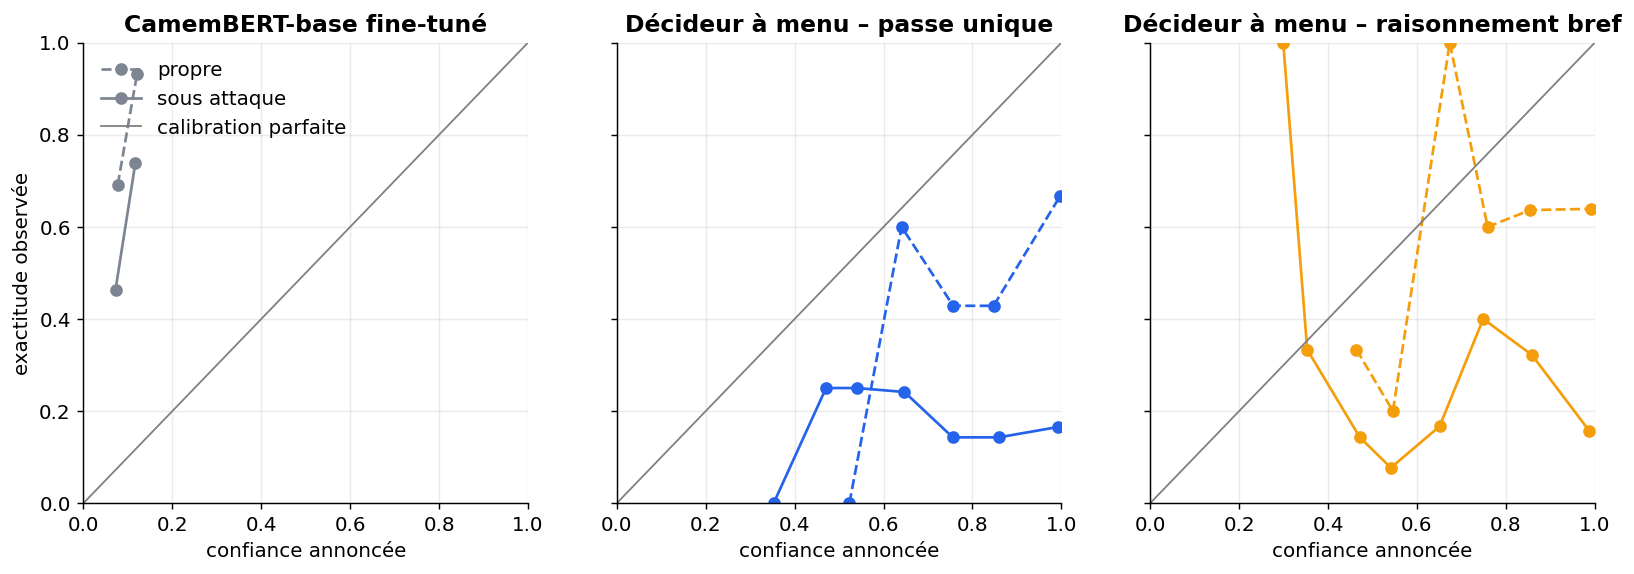 CamemBERT-base fine-tuné
Décideur à menu – passe unique
Décideur à menu – raisonnement bref
propre
sous attaque
calibration parfaite
exactitude observée
1.0
0.8
0.6
0.4
0.2
0.0
0.0 0.2 0.4 0.6 0.8 1.0
0.0 0.2 0.4 0.6 0.8 1.0
0.0 0.2 0.4 0.6 0.8 1.0
confiance annoncée
confiance annoncée
confiance annoncée